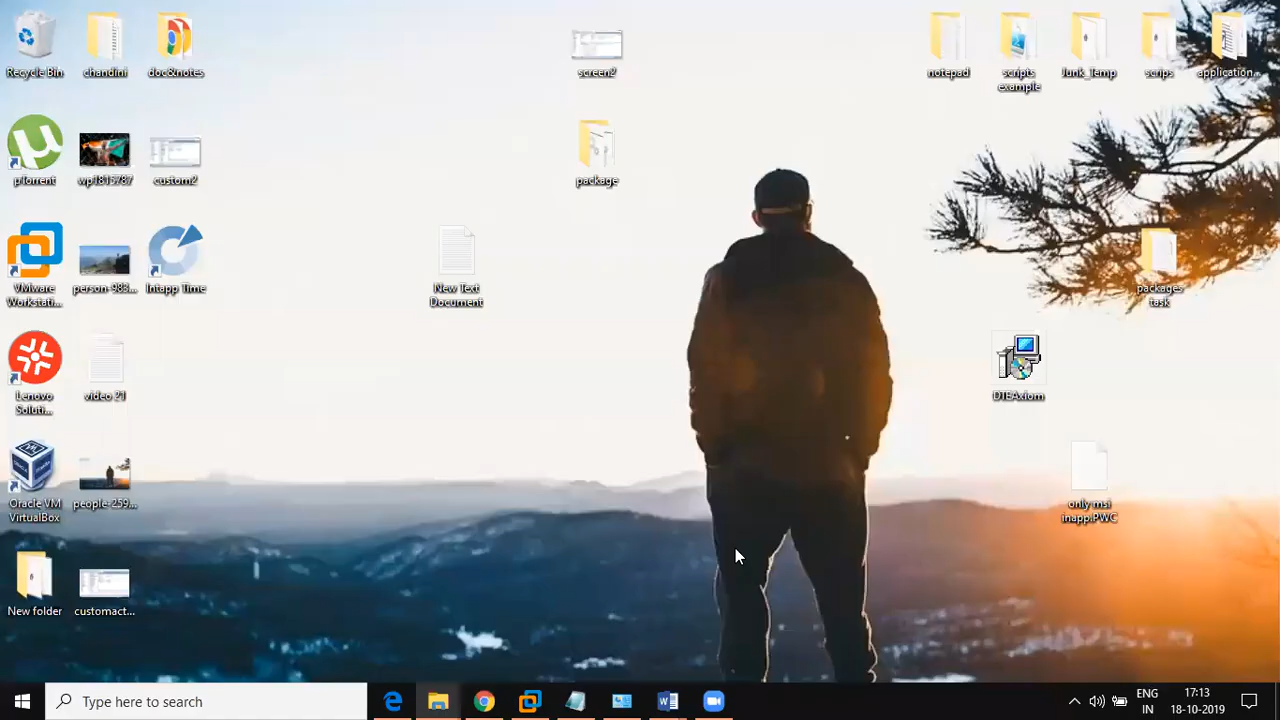 Recycle Bin
chandini
doc&notes
screen2
notepad
scripts
example
Junk_Temp
scrips
application...
µTorrent
wp1815787
custom2
package
VMware
Workstati...
person-983...
Intapp Time
New Text
Document
packages
task
Lenovo
Soluti...
video 21
DTEAxiom
Oracle VM
VirtualBox
people-259...
only msi
inapp.PWC
New folder
customact...
Type here to search
ENG
IN
17:13
18-10-2019